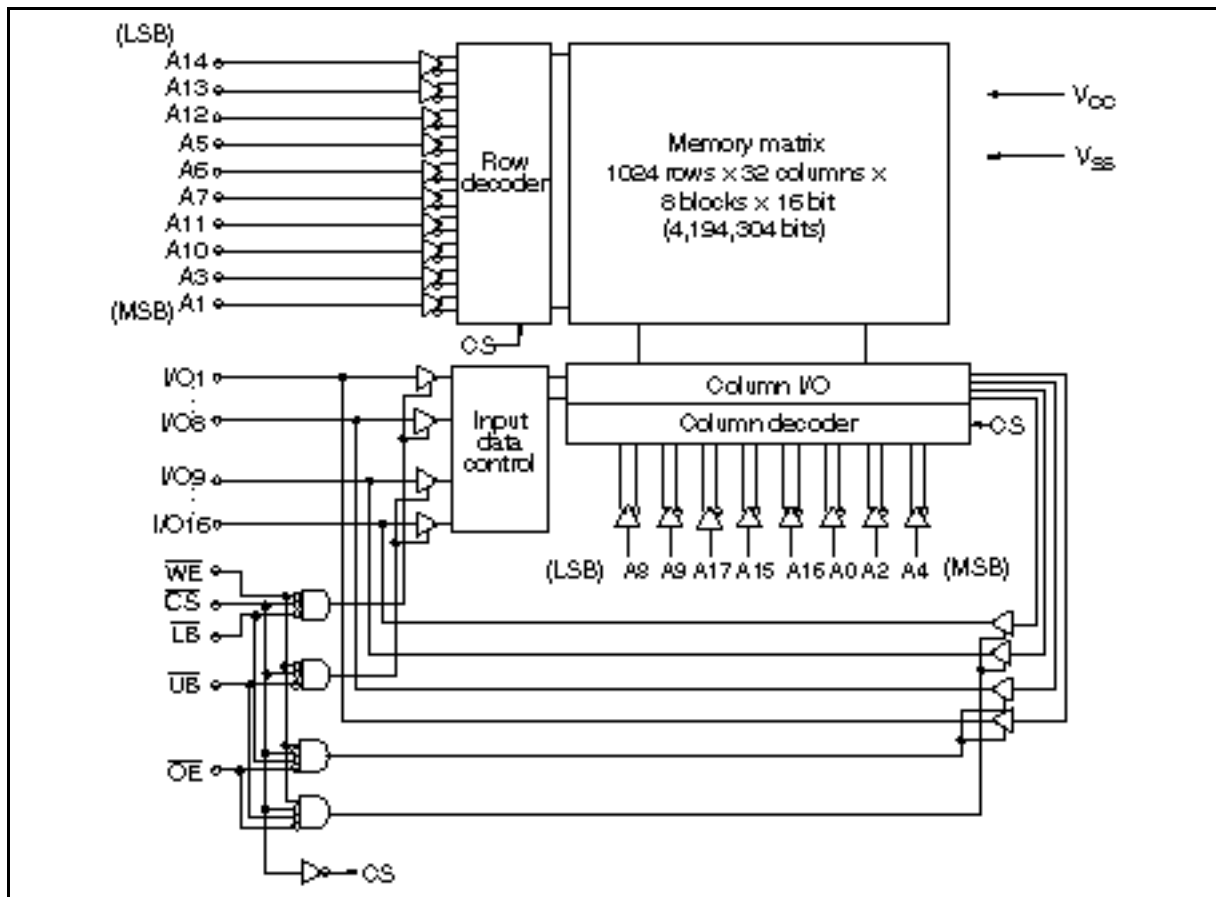 (LSB)
A14
A13
A12
A5
A6
A7
A11
A10
A3
(MSB) A1
Row
decoder
Memory matrix
1024 rows x 32 columns x
8 blocks x 16 bit
(4,194,304 bits)
VCC
VSS
CS
I/O1
I/O8
I/O9
I/O16
Input
data
control
Column I/O
Column decoder
CS
(LSB) A8 A9 A17 A15 A16 A0 A2 A4 (MSB)
WE
CS
LB
UB
OE
CS